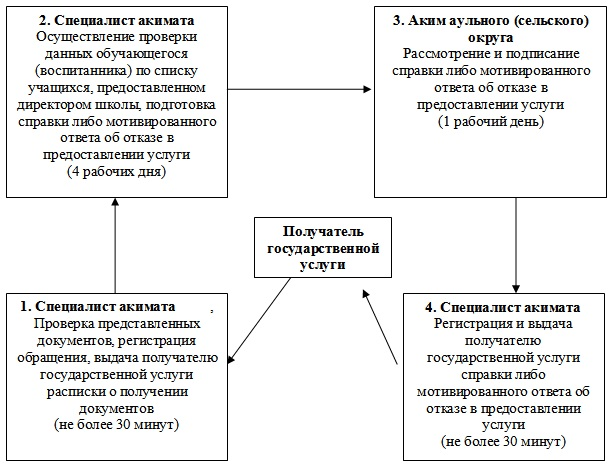 2. Специалист акимата
Осуществление проверки
данных обучающегося
(воспитанника) по списку
учащихся, предоставленном
директором школы, подготовка
справки либо мотивированного
ответа об отказе в
предоставлении услуги
(4 рабочих дня)
3. Аким аульного (сельского)
округа
Рассмотрение и подписание
справки либо мотивированного
ответа об отказе в
предоставлении услуги
(1 рабочий день)
Получатель
государственной
услуги
1. Специалист акимата ,
Проверка представленных
документов, регистрация
обращения, выдача получателю
государственной услуги
расписки о получении
документов
(не более 30 минут)
4. Специалист акимата
Регистрация и выдача
получателю
государственной услуги
справки либо
мотивированного ответа об
отказе в предоставлении
услуги
(не более 30 минут)